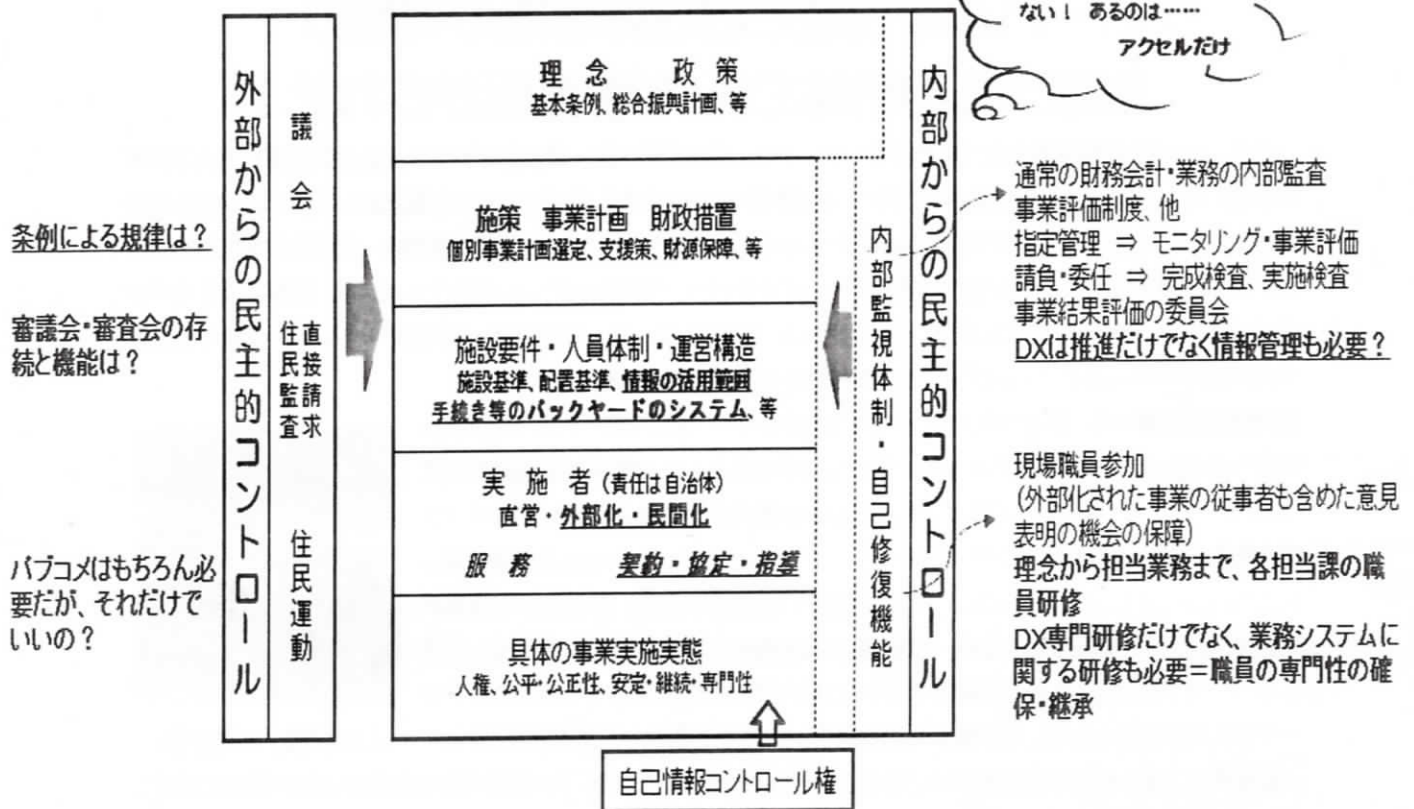 ない！ あるのは……
アクセルだけ
外部からの民主的コントロール
議会
直接請求
住民監査
住民運動
条例による規律は？
審議会・審査会の存
続と機能は？
パブコメはもちろん必
要だが、それだけで
いいの？
理念　政策
基本条例、総合振興計画、等
施策　事業計画　財政措置
個別事業計画選定、支援策、財源保障、等
施設要件・人員体制・運営構造
施設基準、配置基準、情報の活用範囲
手続き等のバックヤードのシステム、等
実施者（責任は自治体）
直営・外部化・民間化
服務　契約・協定・指導
具体の事業実施実態
人権、公平・公正性、安定・継続・専門性
内部監視体制・自己修復機能
内部からの民主的コントロール
通常の財務会計・業務の内部監査
事業評価制度、他
指定管理 ⇒ モニタリング・事業評価
請負・委任 ⇒ 完成検査、実施検査
事業結果評価の委員会
DXは推進だけでなく情報管理も必要？
現場職員参加
（外部化された事業の従事者も含めた意見
表明の機会の保障）
理念から担当業務まで、各担当課の職
員研修
DX専門研修だけでなく、業務システムに
関する研修も必要＝職員の専門性の確
保・継承
自己情報コントロール権